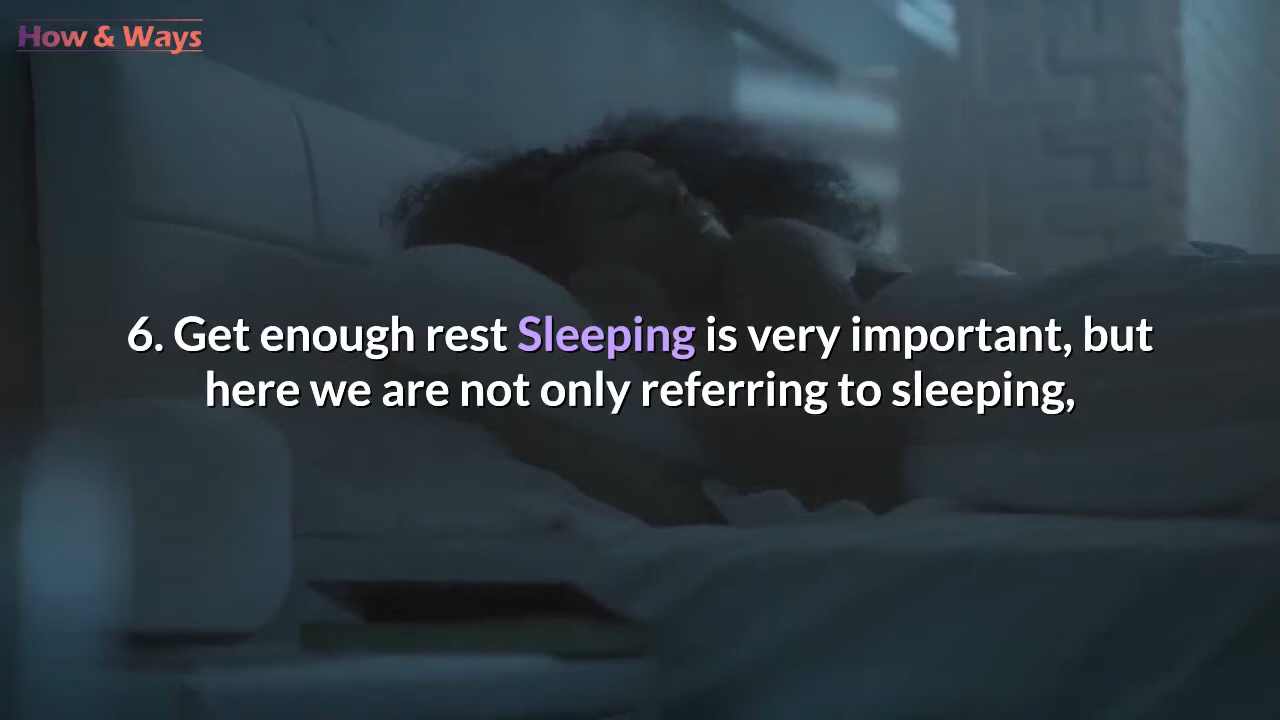 How & Ways
6. Get enough rest Sleeping is very important, but
here we are not only referring to sleeping,